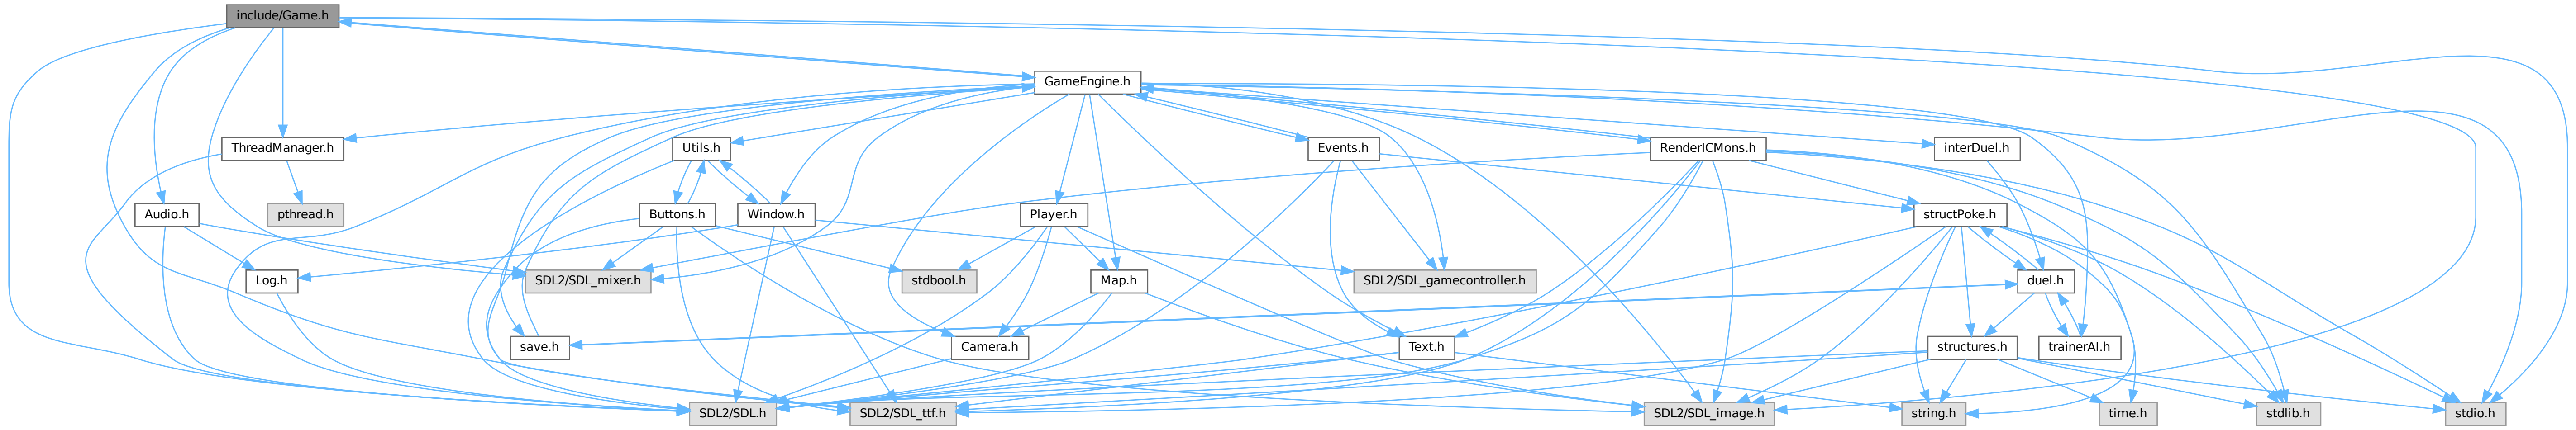 include/Game.h
GameEngine.h
ThreadManager.h
Utils.h
Events.h
RenderICMons.h
interDuel.h
Audio.h
pthread.h
Buttons.h
Window.h
Player.h
structPoke.h
Log.h
SDL2/SDL_mixer.h
stdbool.h
Map.h
SDL2/SDL_gamecontroller.h
duel.h
save.h
Camera.h
Text.h
structures.h
trainerAI.h
SDL2/SDL.h
SDL2/SDL_ttf.h
SDL2/SDL_image.h
string.h
time.h
stdlib.h
stdio.h